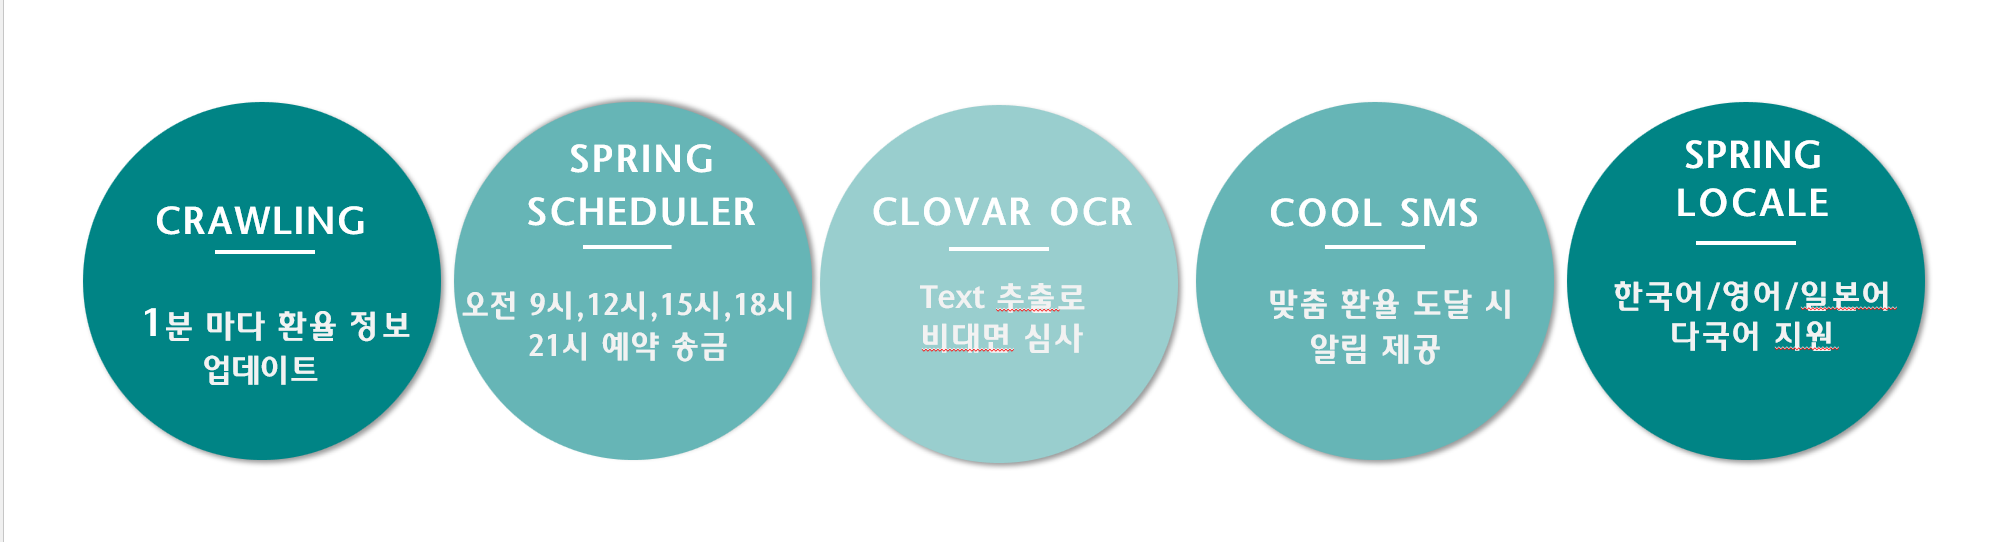 CRAWLING
1분 마다 환율 정보
업데이트
SPRING
SCHEDULER
오전 9시,12시,15시,18시
21시 예약 송금
CLOVAR OCR
Text 추출로
비대면 심사
COOL SMS
맞춤 환율 도달 시
알림 제공
SPRING
LOCALE
한국어/영어/일본어
다국어 지원